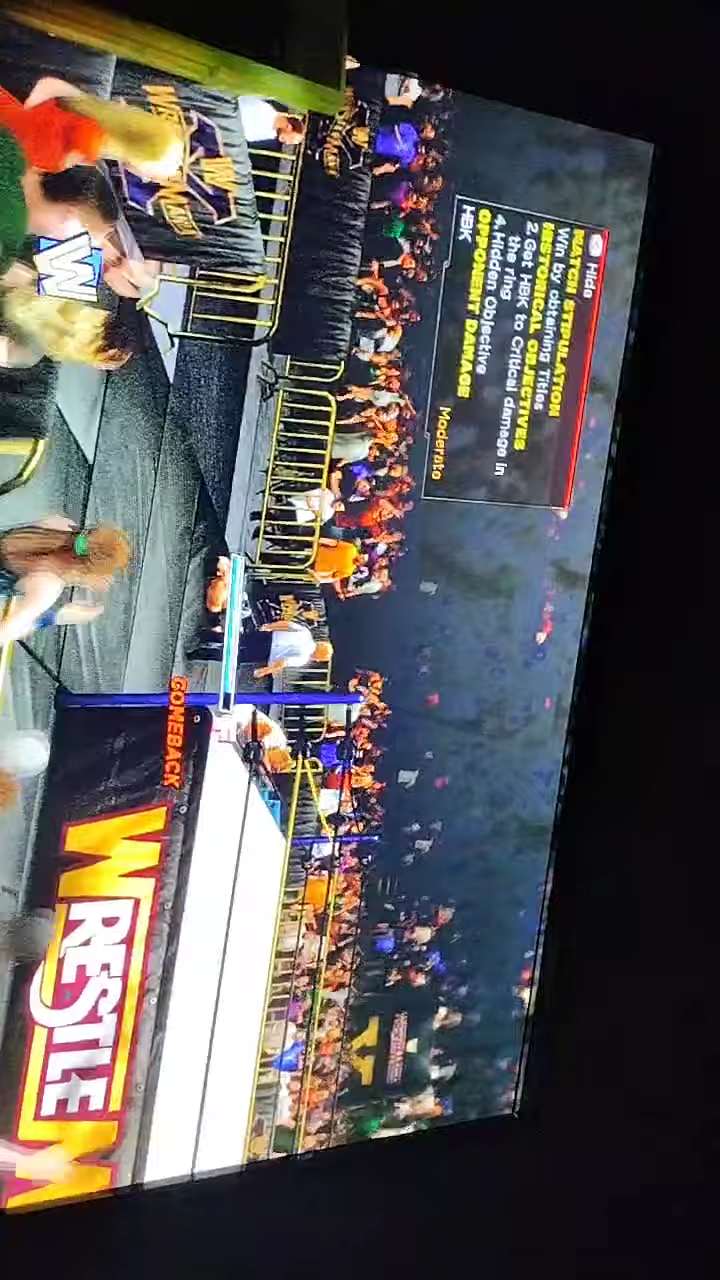 Hide
MATCH STIPULATION
Win by obtaining Titles
HISTORICAL OBJECTIVES
2. Get HBK to Critical damage in
the ring
4. Hidden Objective
OPPONENT DAMAGE
HBK Moderate
W
COMEBACK
WRESTLEM